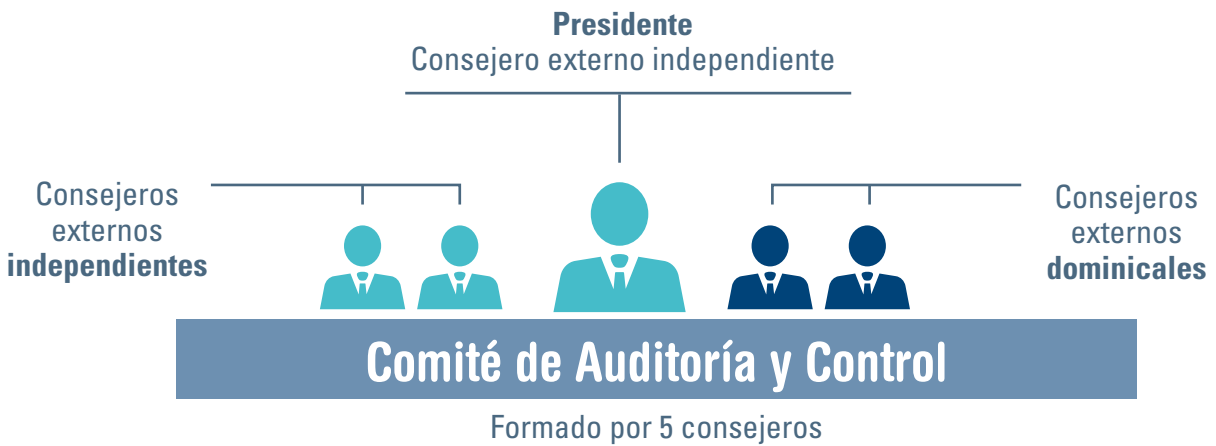 Presidente
Consejero externo independiente
Consejeros
externos
independientes
Consejeros
externos
dominicales
Comité de Auditoría y Control
Formado por 5 consejeros